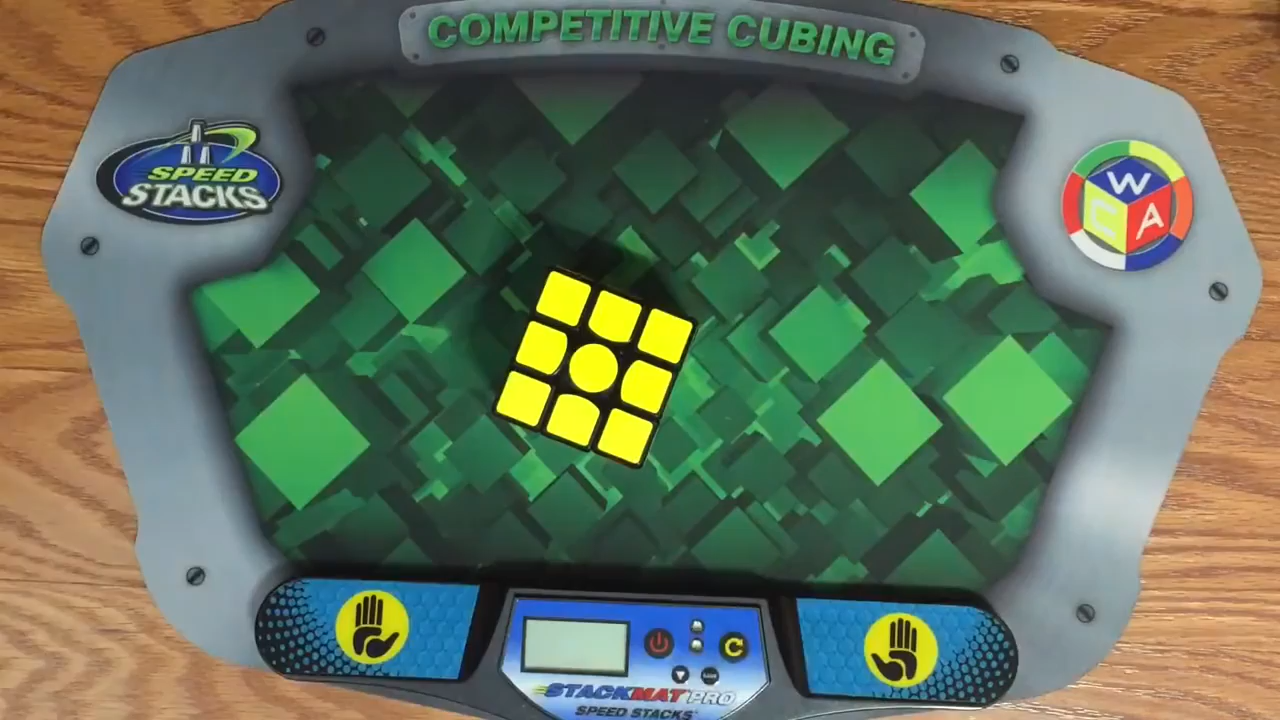 COMPETITIVE CUBING
SPEED
STACKS
W
C A
C
STACKMAT PRO
SPEED STACKS